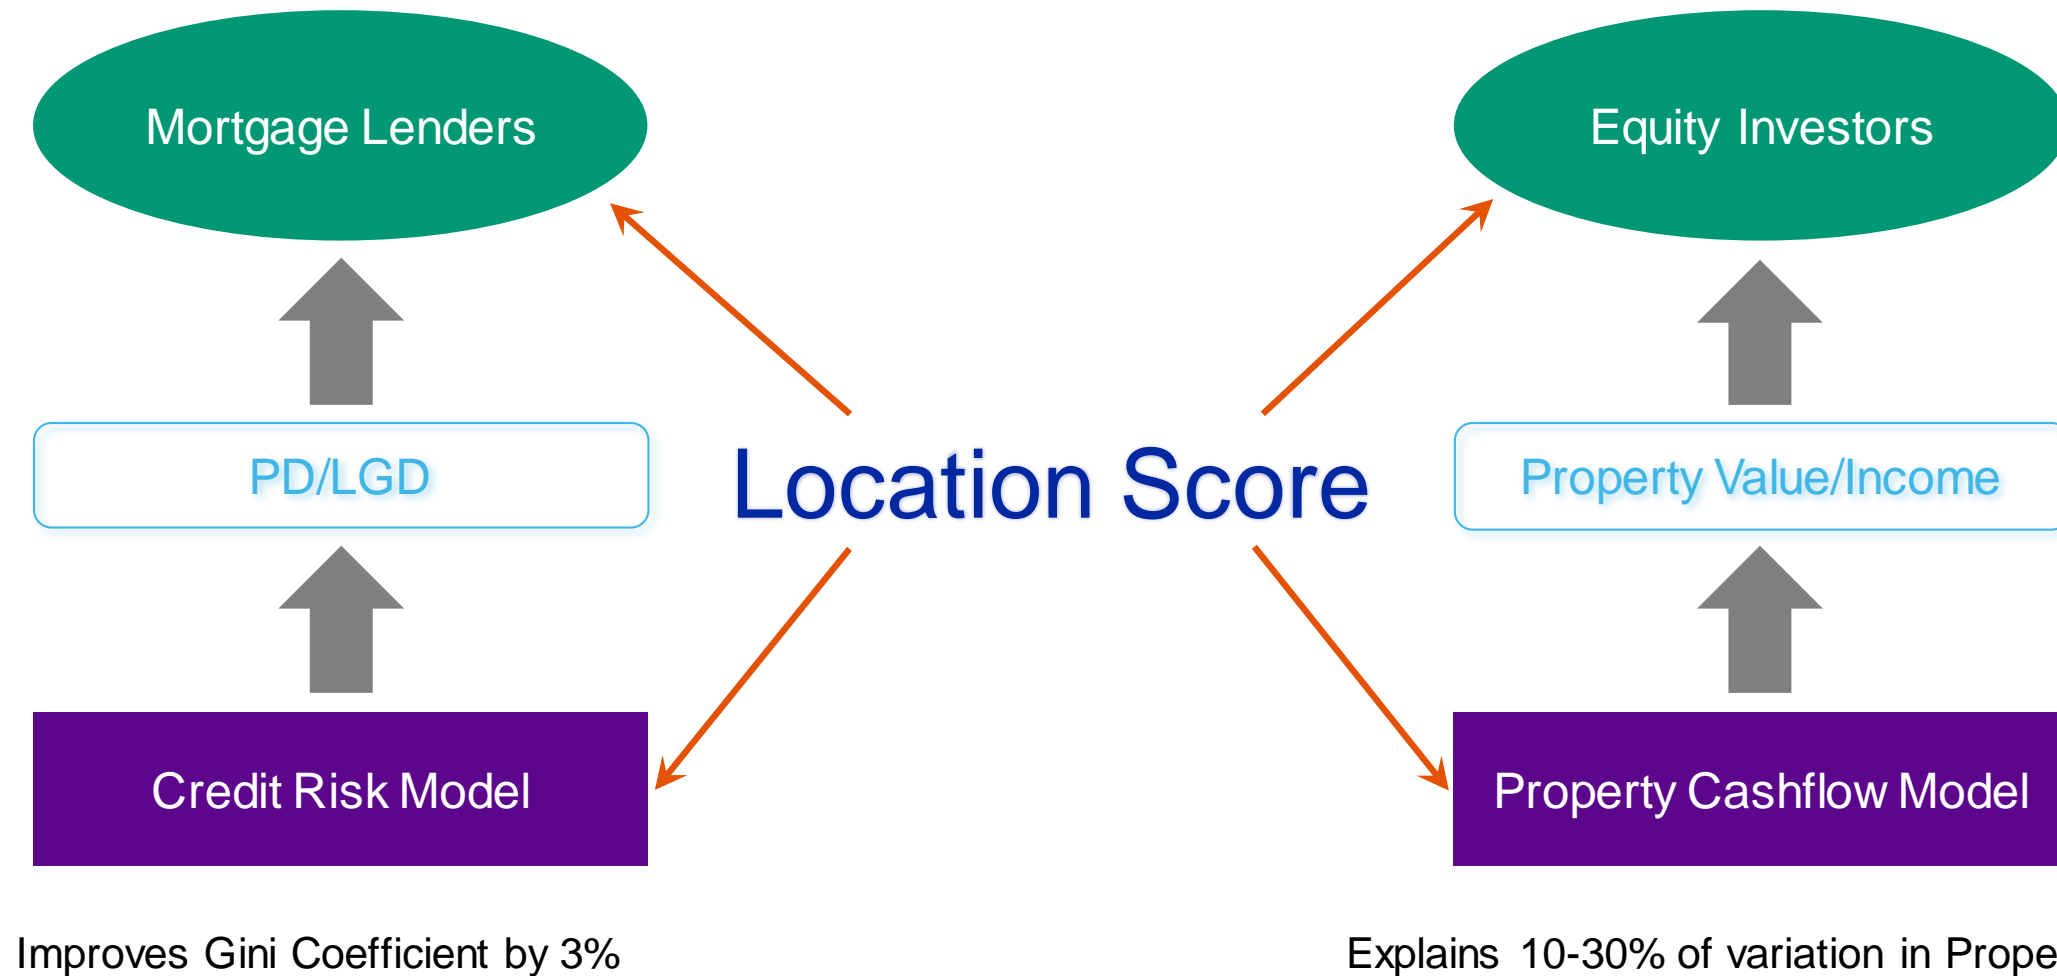 Mortgage Lenders
Equity Investors
PD/LGD
Location Score
Property Value/Income
Credit Risk Model
Property Cashflow Model
Improves Gini Coefficient by 3%
Explains 10-30% of variation in Prope